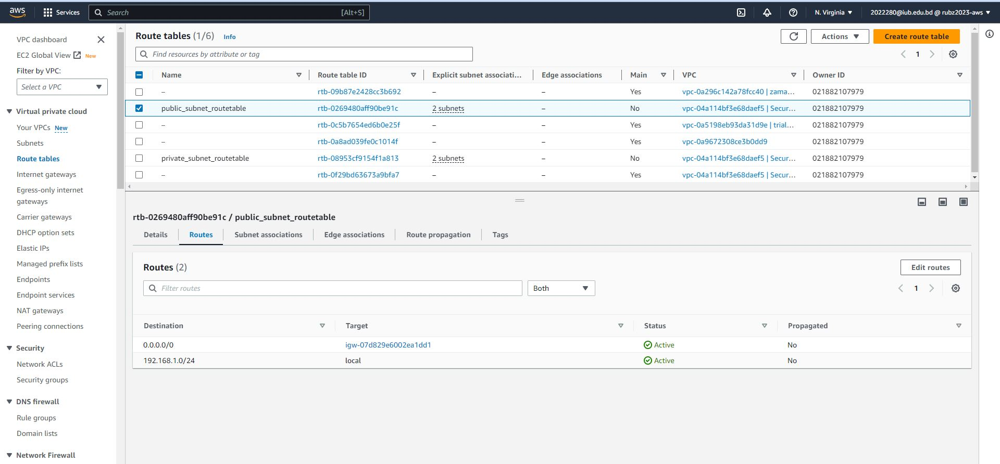 aws
Services
Search
[Alt+S]
N. Virginia
2022280@iub.edu.bd @ rubz2023-aws
VPC dashboard
EC2 Global View New
Filter by VPC:
Select a VPC
Virtual private cloud
Your VPCs New
Subnets
Route tables
Internet gateways
Egress-only internet
gateways
Carrier gateways
DHCP option sets
Elastic IPs
Managed prefix lists
Endpoints
Endpoint services
NAT gateways
Peering connections
Security
Network ACLs
Security groups
DNS firewall
Rule groups
Domain lists
Network Firewall
Route tables (1/6) Info
Actions
Create route table
Find resources by attribute or tag
1
Name Route table ID Explicit subnet associati... Edge associations Main VPC Owner ID
– rtb-09b87e2428cc3b692 – – Yes vpc-0a296c142a78fcc40 | zama... 021882107979
public_subnet_routetable rtb-0269480aff90be91c 2 subnets – No vpc-04a114bf3e68daef5 | Secur... 021882107979
– rtb-0c5b7654ed6b0e25f – – Yes vpc-0a5198eb93da31d9e | trial... 021882107979
– rtb-0a8ad039fe0c1014f – – Yes vpc-0a9672308ce3b0dd9 021882107979
private_subnet_routetable rtb-08953cf9154f1a813 2 subnets – No vpc-04a114bf3e68daef5 | Secur... 021882107979
– rtb-0f29bd63673a9bfa7 – – Yes vpc-04a114bf3e68daef5 | Secur... 021882107979
rtb-0269480aff90be91c / public_subnet_routetable
Details Routes Subnet associations Edge associations Route propagation Tags
Routes (2)
Edit routes
Filter routes
Both
1
Destination Target Status Propagated
0.0.0.0/0 igw-07d829e6002ea1dd1 Active No
192.168.1.0/24 local Active No